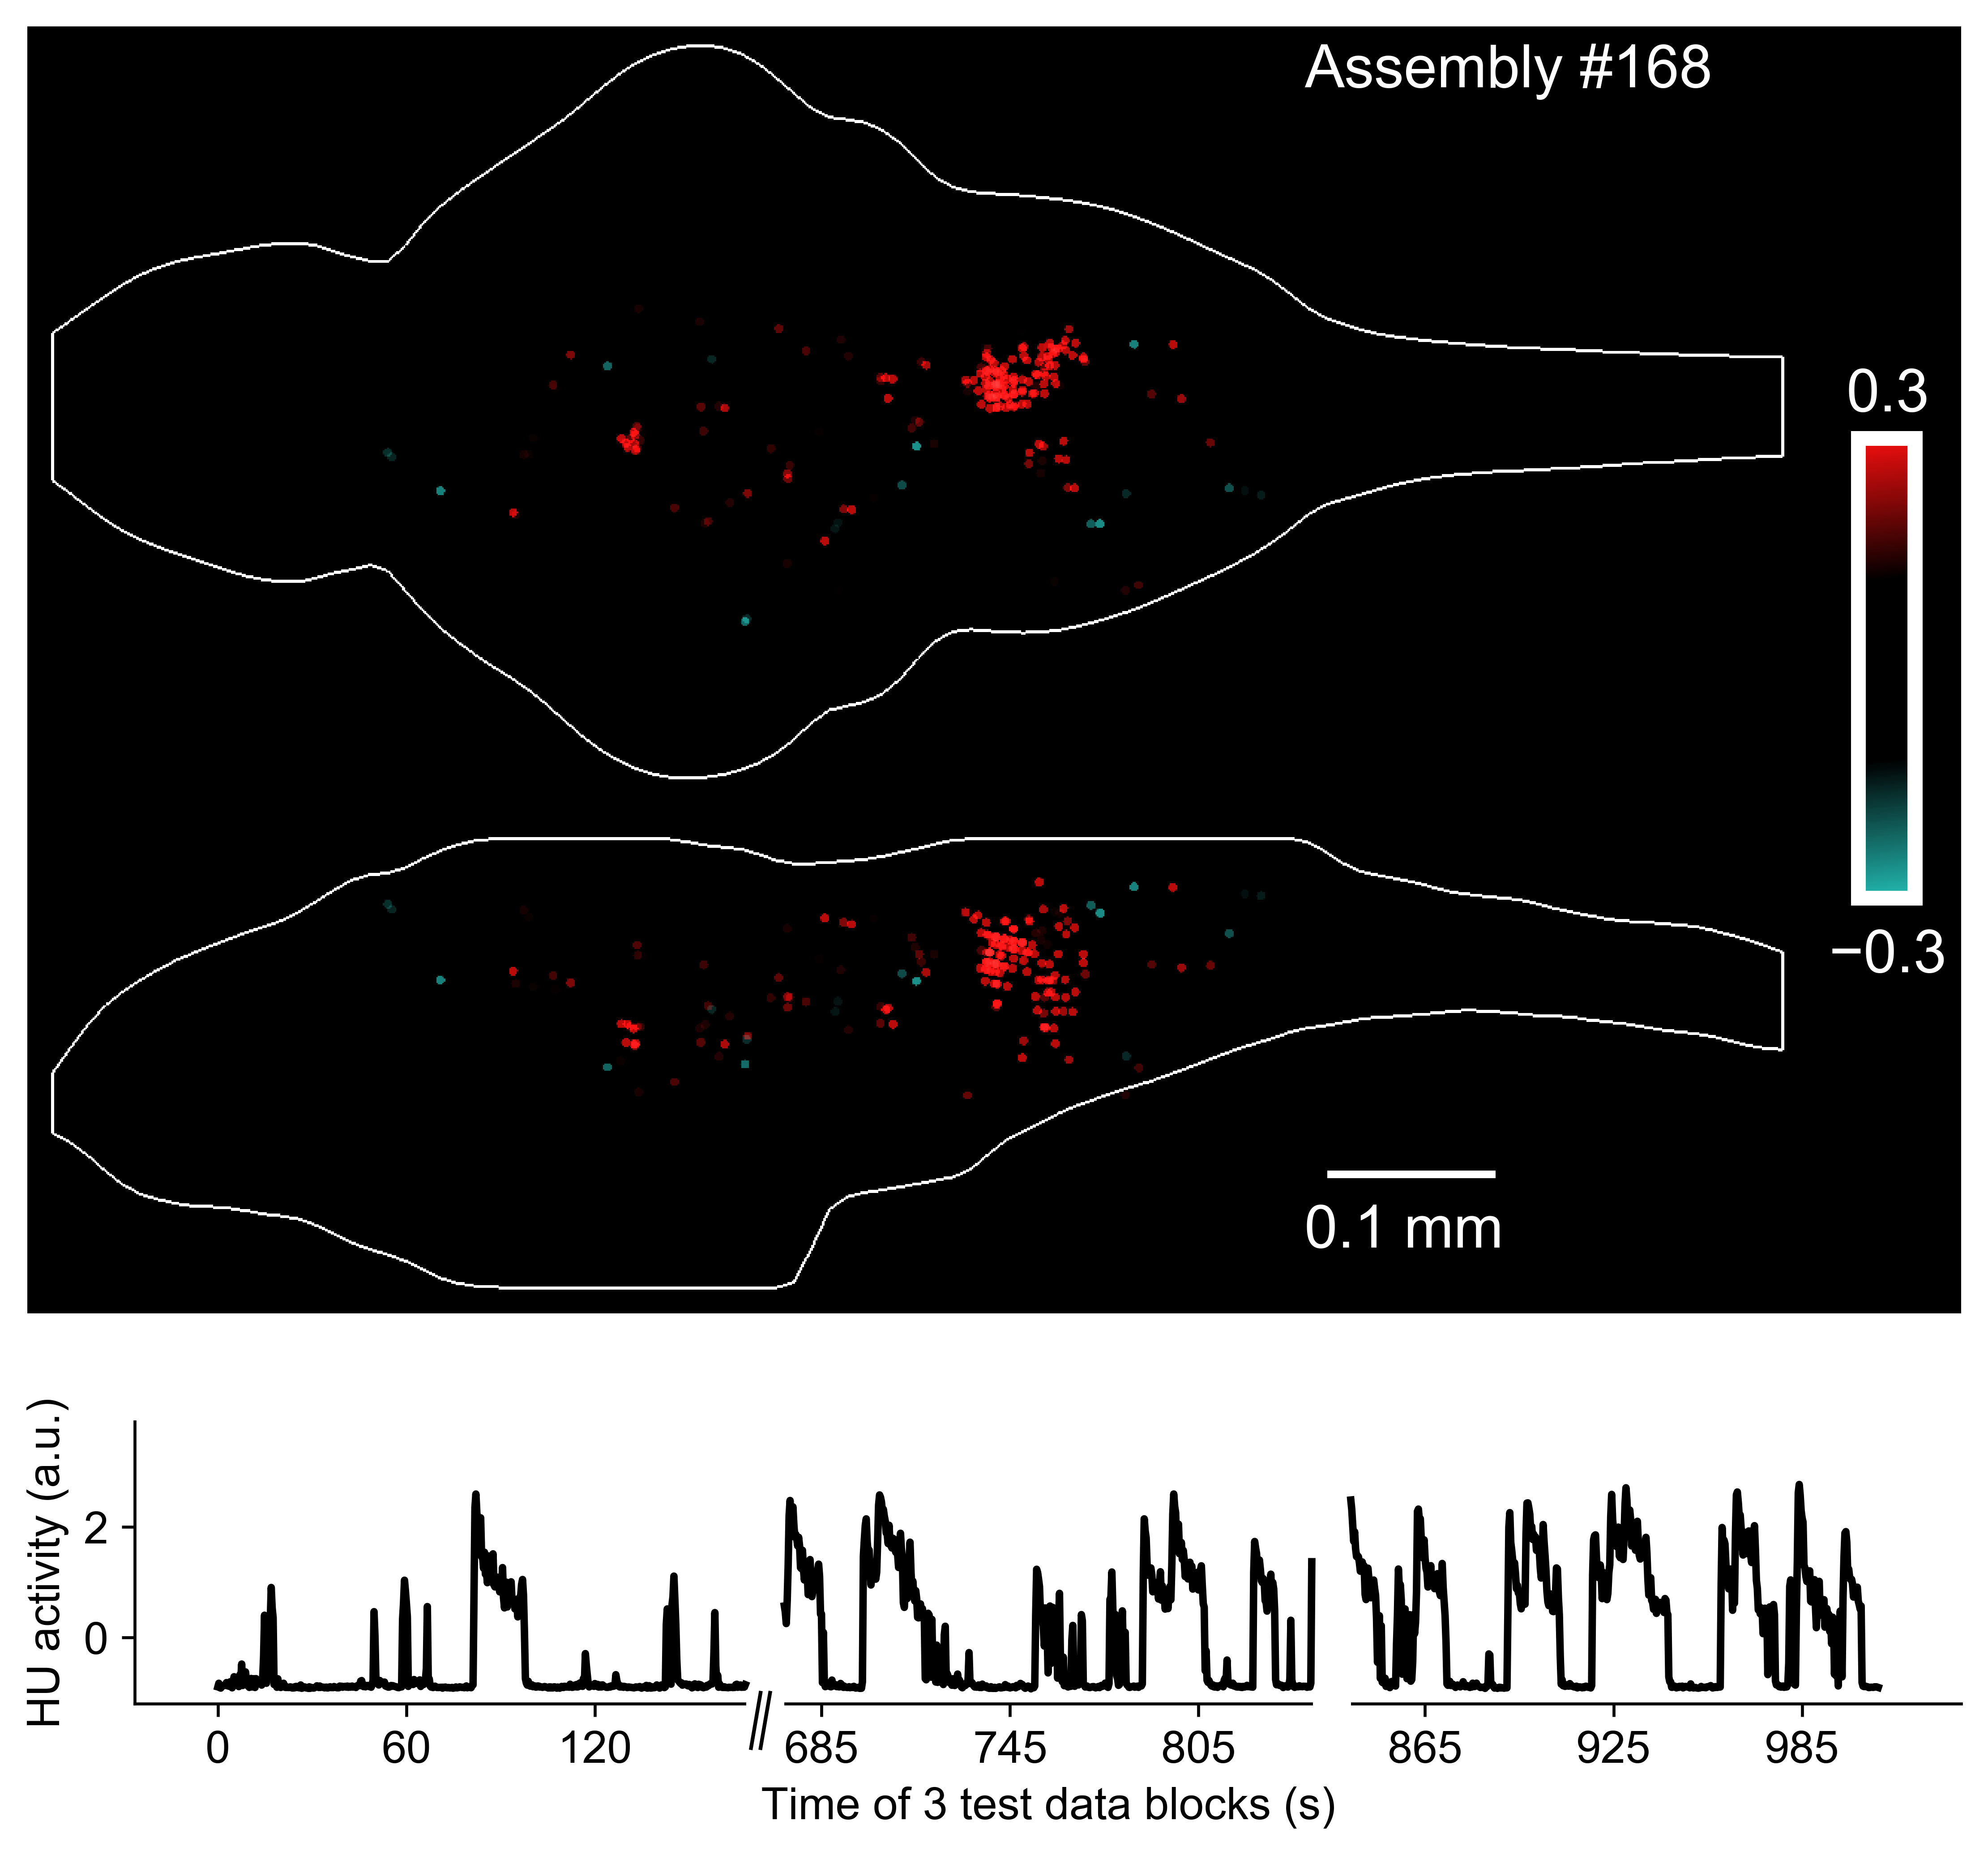 Assembly #168
0.3
−0.3
0.1 mm
HU activity (a.u.)
2
0
0 60 120 685 745 805 865 925 985
Time of 3 test data blocks (s)